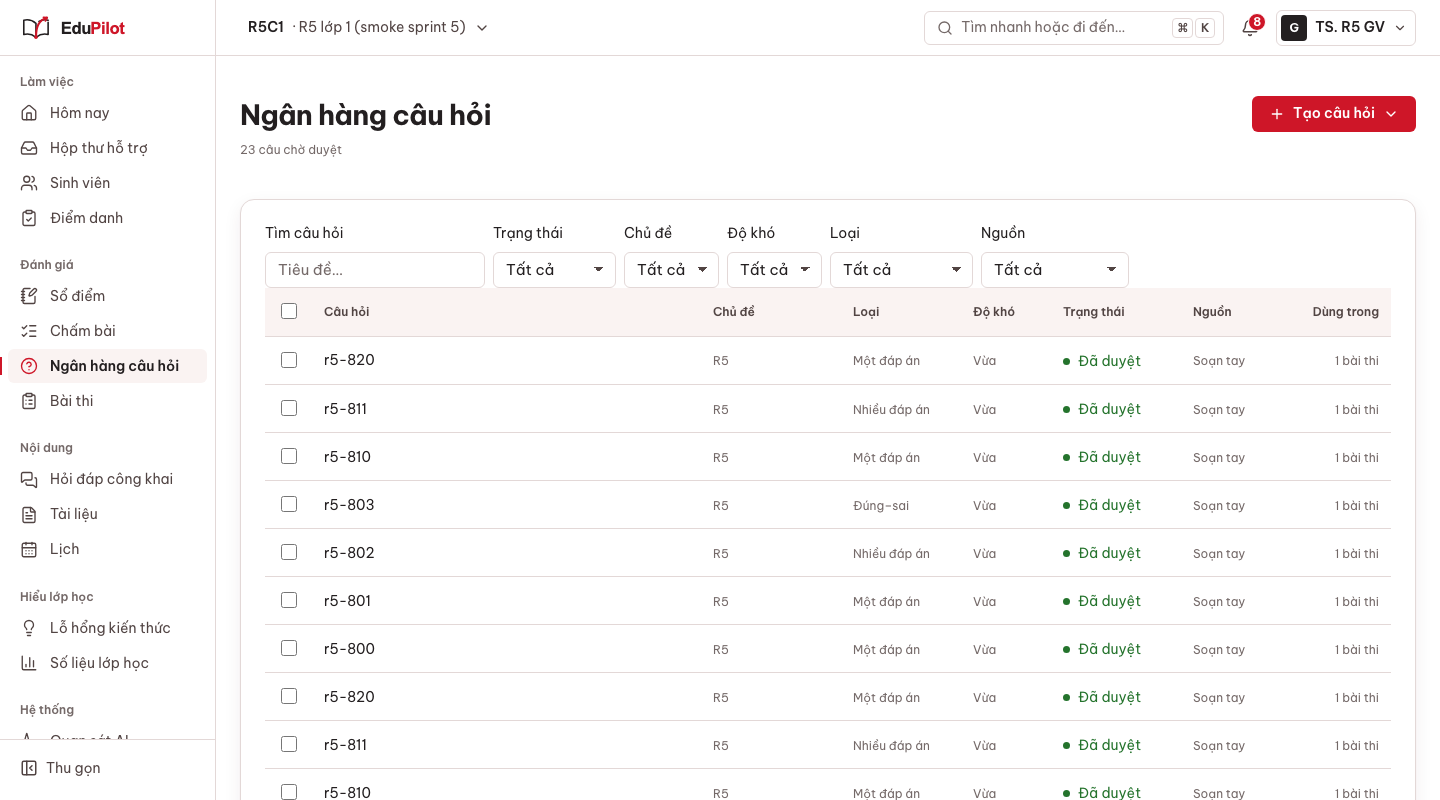 EduPilot
R5C1 · R5 lớp 1 (smoke sprint 5)
Tìm nhanh hoặc đi đến... ⌘ K
8
G TS. R5 GV
Làm việc
Hôm nay
Hộp thư hỗ trợ
Sinh viên
Điểm danh
Đánh giá
Sổ điểm
Chấm bài
Ngân hàng câu hỏi
Bài thi
Nội dung
Hỏi đáp công khai
Tài liệu
Lịch
Hiểu lớp học
Lỗ hổng kiến thức
Số liệu lớp học
Hệ thống
Thu gọn
Ngân hàng câu hỏi
23 câu chờ duyệt
Tạo câu hỏi
Tìm câu hỏi Trạng thái Chủ đề Độ khó Loại Nguồn
Tiêu đề... Tất cả Tất cả Tất cả Tất cả Tất cả
Câu hỏi Chủ đề Loại Độ khó Trạng thái Nguồn Dùng trong
r5-820 R5 Một đáp án Vừa Đã duyệt Soạn tay 1 bài thi
r5-811 R5 Nhiều đáp án Vừa Đã duyệt Soạn tay 1 bài thi
r5-810 R5 Một đáp án Vừa Đã duyệt Soạn tay 1 bài thi
r5-803 R5 Đúng–sai Vừa Đã duyệt Soạn tay 1 bài thi
r5-802 R5 Nhiều đáp án Vừa Đã duyệt Soạn tay 1 bài thi
r5-801 R5 Một đáp án Vừa Đã duyệt Soạn tay 1 bài thi
r5-800 R5 Một đáp án Vừa Đã duyệt Soạn tay 1 bài thi
r5-820 R5 Một đáp án Vừa Đã duyệt Soạn tay 1 bài thi
r5-811 R5 Nhiều đáp án Vừa Đã duyệt Soạn tay 1 bài thi
r5-810 R5 Một đáp án Vừa Đã duyệt Soạn tay 1 bài thi